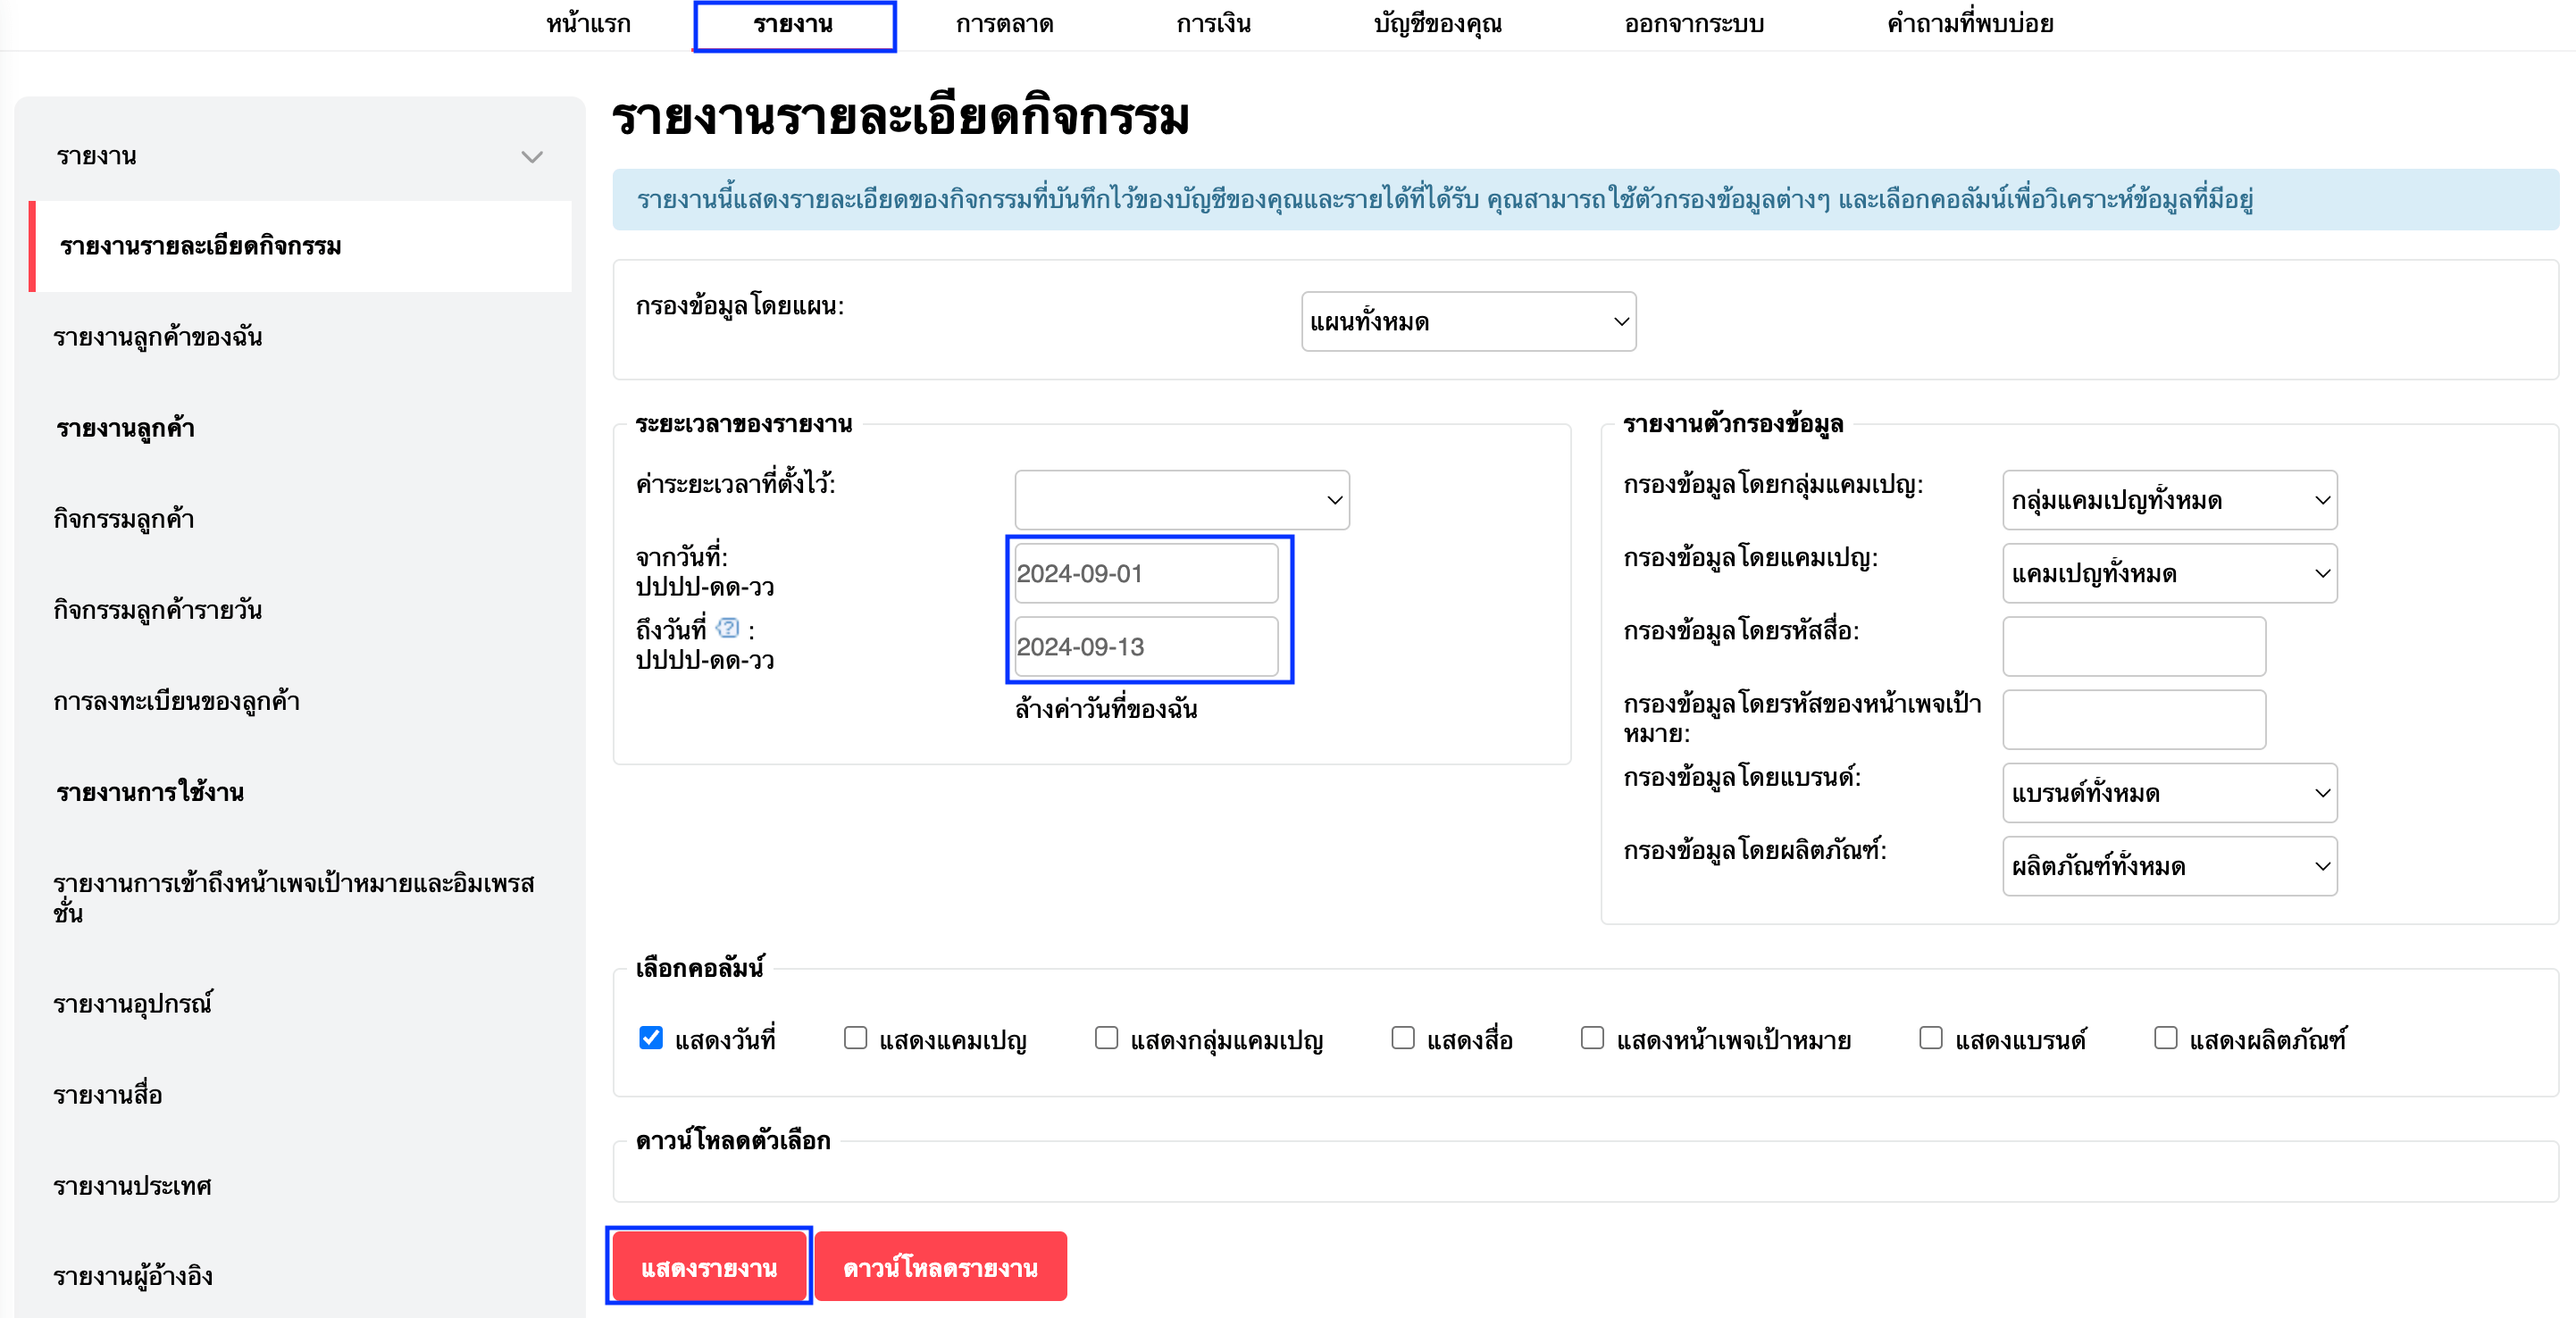 หน้าแรก
รายงาน
การตลาด
การเงิน
บัญชีของคุณ
ออกจากระบบ
คำถามที่พบบ่อย
รายงาน
รายงานรายละเอียดกิจกรรม
รายงานลูกค้าของฉัน
รายงานลูกค้า
กิจกรรมลูกค้า
กิจกรรมลูกค้ารายวัน
การลงทะเบียนของลูกค้า
รายงานการใช้งาน
รายงานการเข้าถึงหน้าเพจเป้าหมายและอิมเพรส
ชั่น
รายงานอุปกรณ์
รายงานสื่อ
รายงานประเทศ
รายงานผู้อ้างอิง
รายงานรายละเอียดกิจกรรม
รายงานนี้แสดงรายละเอียดของกิจกรรมที่บันทึกไว้ของบัญชีของคุณและรายได้ที่ได้รับ คุณสามารถใช้ตัวกรองข้อมูลต่างๆ และเลือกคอลัมน์เพื่อวิเคราะห์ข้อมูลที่มีอยู่
กรองข้อมูลโดยแผน:
แผนทั้งหมด
ระยะเวลาของรายงาน
ค่าระยะเวลาที่ตั้งไว้:
จากวันที่:
ปปปป-ดด-วว
2024-09-01
ถึงวันที่ ? :
ปปปป-ดด-วว
2024-09-13
ล้างค่าวันที่ของฉัน
รายงานตัวกรองข้อมูล
กรองข้อมูลโดยกลุ่มแคมเปญ:
กลุ่มแคมเปญทั้งหมด
กรองข้อมูลโดยแคมเปญ:
แคมเปญทั้งหมด
กรองข้อมูลโดยรหัสสื่อ:
กรองข้อมูลโดยรหัสของหน้าเพจเป้า
หมาย:
กรองข้อมูลโดยแบรนด์:
แบรนด์ทั้งหมด
กรองข้อมูลโดยผลิตภัณฑ์:
ผลิตภัณฑ์ทั้งหมด
เลือกคอลัมน์
แสดงวันที่
แสดงแคมเปญ
แสดงกลุ่มแคมเปญ
แสดงสื่อ
แสดงหน้าเพจเป้าหมาย
แสดงแบรนด์
แสดงผลิตภัณฑ์
ดาวน์โหลดตัวเลือก
แสดงรายงาน
ดาวน์โหลดรายงาน